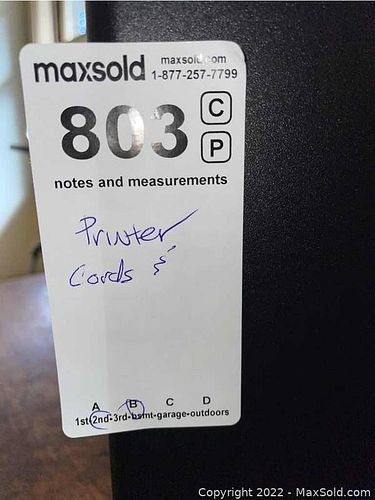 maxsold
maxsold.com
1-877-257-7799
803
C
P
notes and measurements
Printer
Cords &
A B C D
1st-2nd-3rd-bsmt-garage-outdoors
Copyright 2022 - MaxSold.com